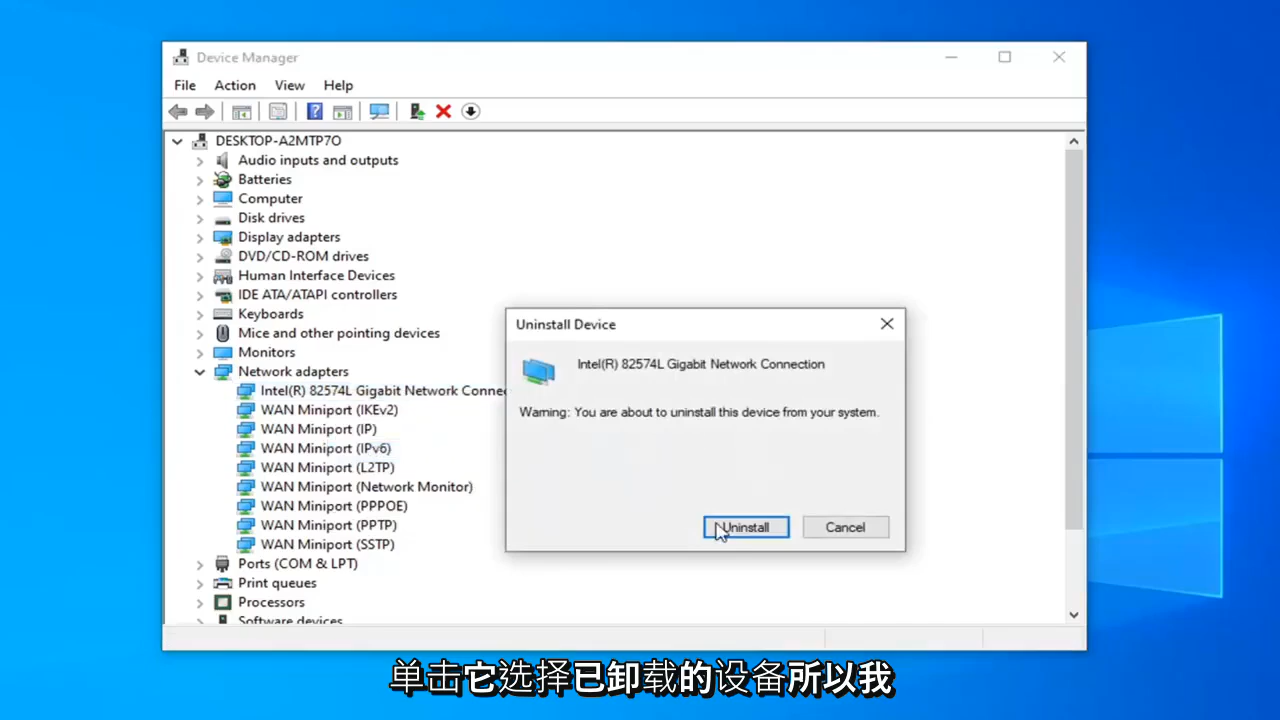 Device Manager
File Action View Help
DESKTOP-A2MTP7O
Audio inputs and outputs
Batteries
Computer
Disk drives
Display adapters
DVD/CD-ROM drives
Human Interface Devices
IDE ATA/ATAPI controllers
Keyboards
Mice and other pointing devices
Monitors
Network adapters
Intel(R) 82574L Gigabit Network Connec
WAN Miniport (IKEv2)
WAN Miniport (IP)
WAN Miniport (IPv6)
WAN Miniport (L2TP)
WAN Miniport (Network Monitor)
WAN Miniport (PPPOE)
WAN Miniport (PPTP)
WAN Miniport (SSTP)
Ports (COM & LPT)
Print queues
Processors
Software devices
Uninstall Device
Intel(R) 82574L Gigabit Network Connection
Warning: You are about to uninstall this device from your system.
Uninstall Cancel
单击它选择已卸载的设备所以我